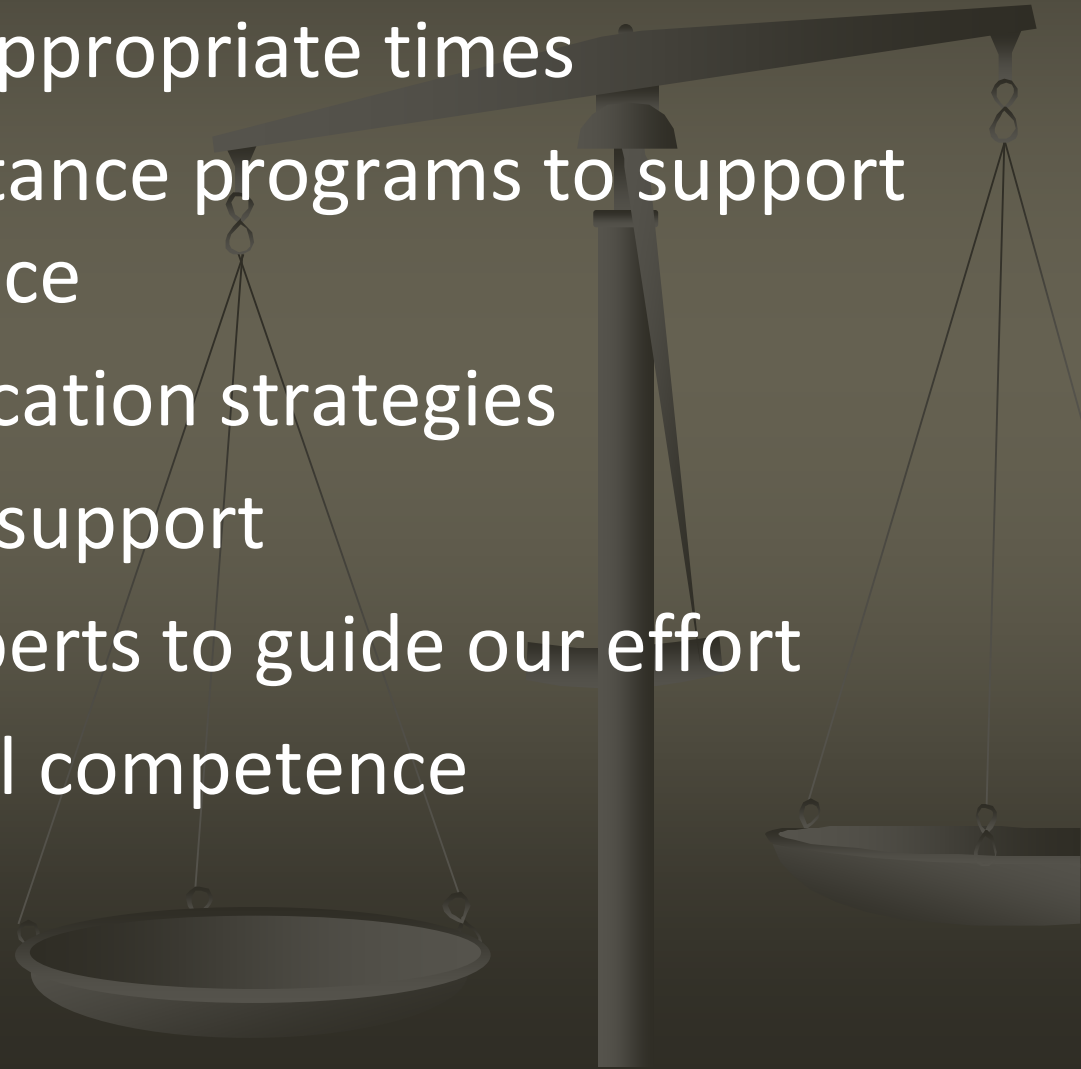 ppropriate times
tance programs to support
ce
cation strategies
support
perts to guide our effort
l competence